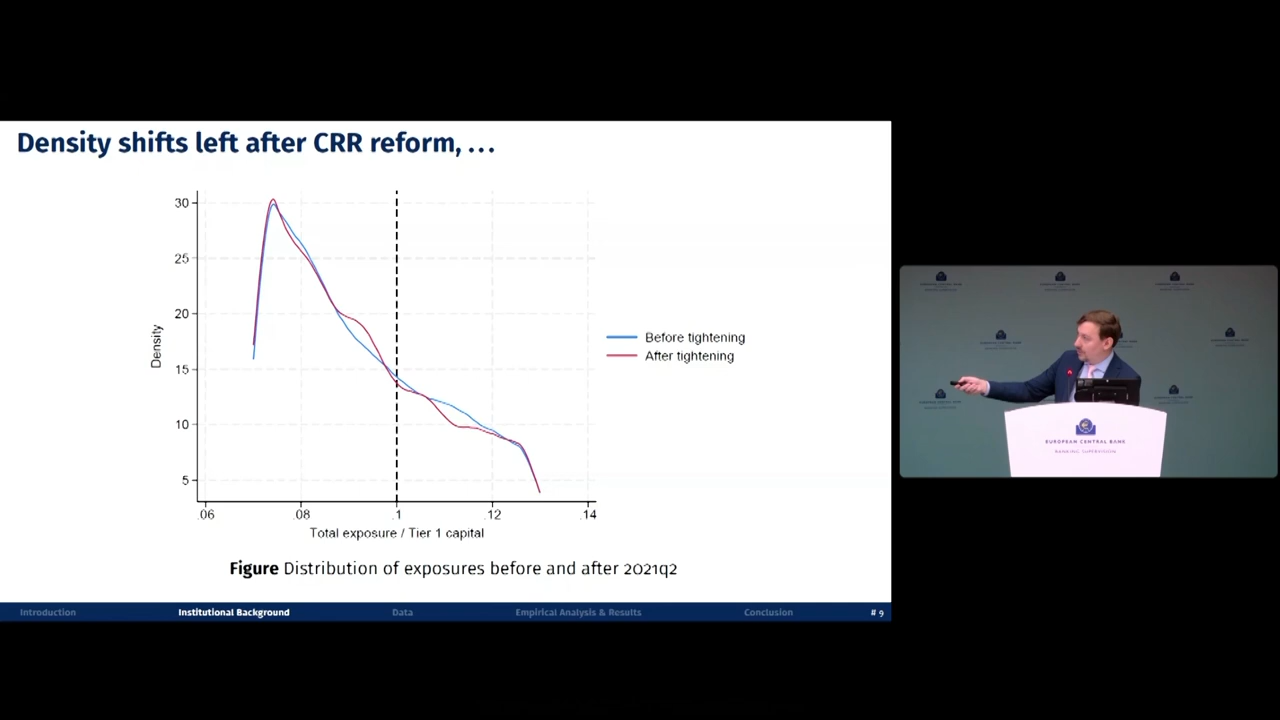 Density shifts left after CRR reform, ...
30
25
20
15
10
5
Density
.06
.08
.1
.12
.14
Total exposure / Tier 1 capital
Before tightening
After tightening
Figure Distribution of exposures before and after 2021q2
Introduction
Institutional Background
Data
Empirical Analysis & Results
Conclusion
# 9
EUROPEAN CENTRAL BANK
BANKING SUPERVISION